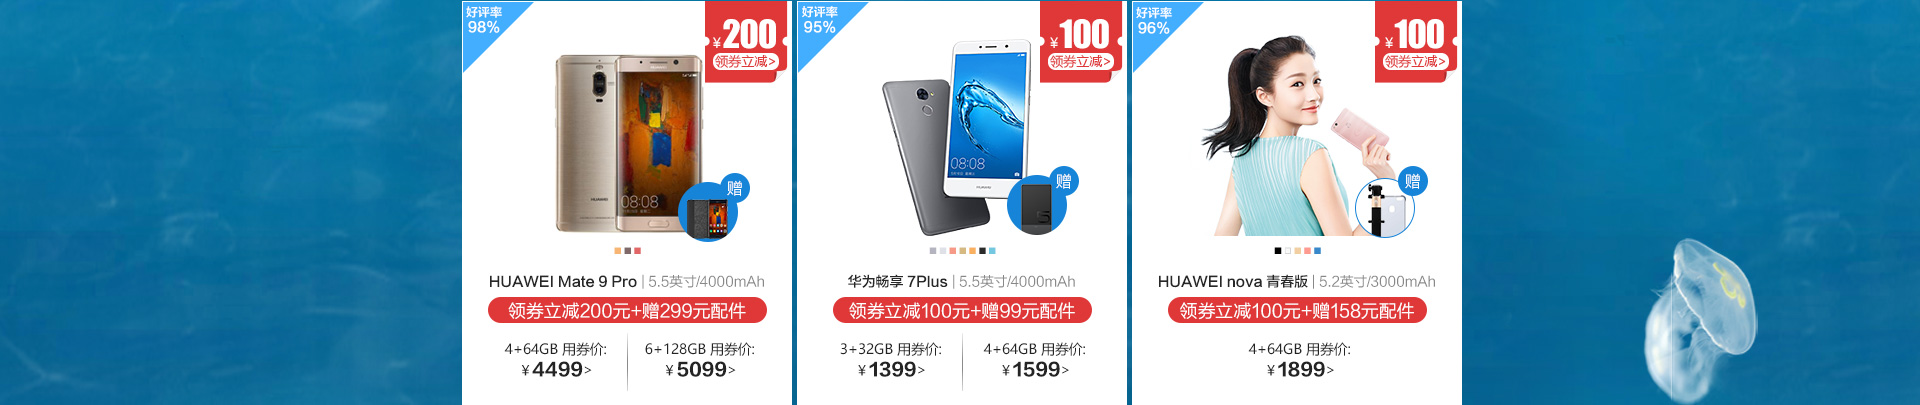 好评率
98%
¥200
领券立减>
HUAWEI
08:08
赠
HUAWEI Mate 9 Pro | 5.5英寸/4000mAh
领券立减200元+赠299元配件
4+64GB 用券价:
¥4499>
6+128GB 用券价:
¥5099>
好评率
95%
¥100
领券立减>
08:08
HUAWEI
赠
华为畅享 7Plus | 5.5英寸/4000mAh
领券立减100元+赠99元配件
3+32GB 用券价:
¥1399>
4+64GB 用券价:
¥1599>
好评率
96%
¥100
领券立减>
赠
HUAWEI nova 青春版 | 5.2英寸/3000mAh
领券立减100元+赠158元配件
4+64GB 用券价:
¥1899>